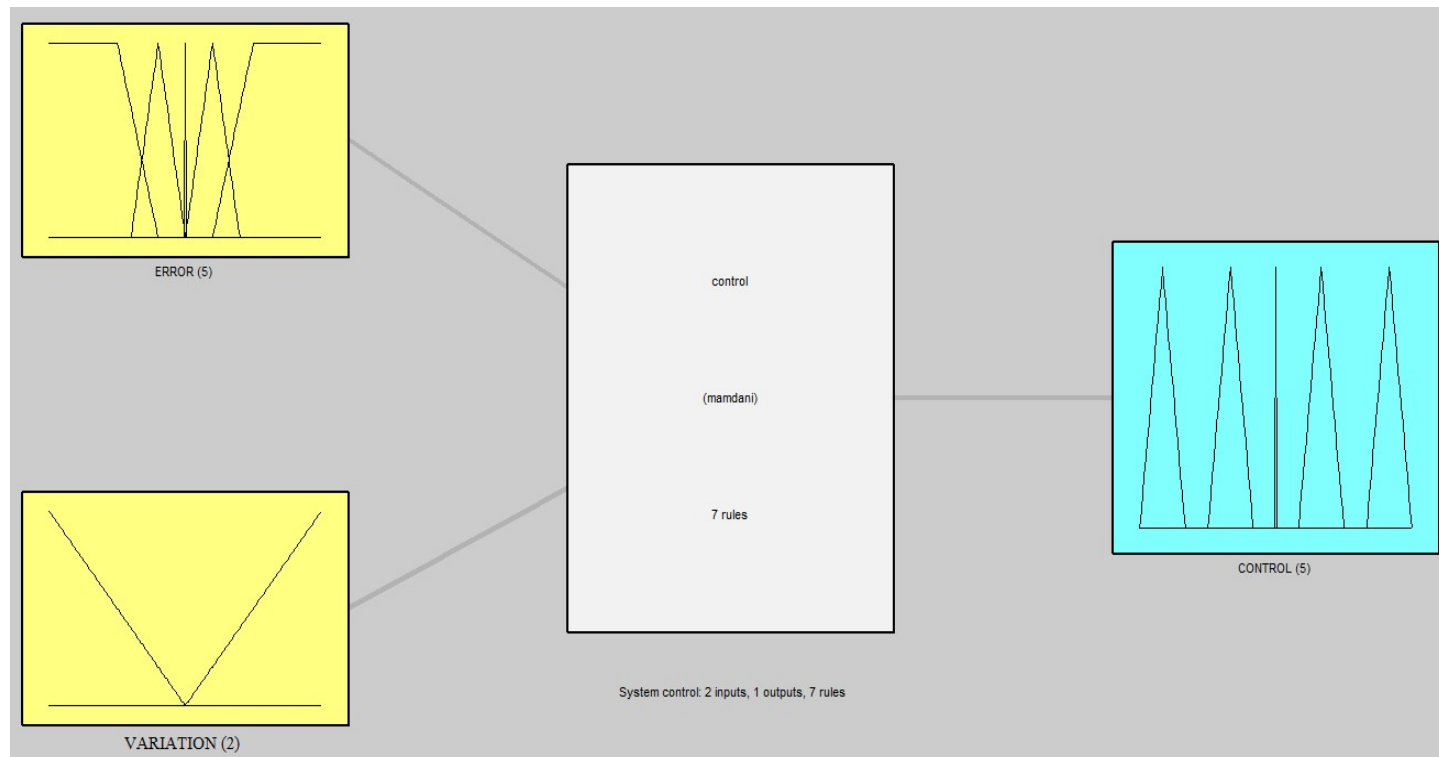 ERROR (5)
control
(mamdani)
7 rules
CONTROL (5)
System control: 2 inputs, 1 outputs, 7 rules
VARIATION (2)